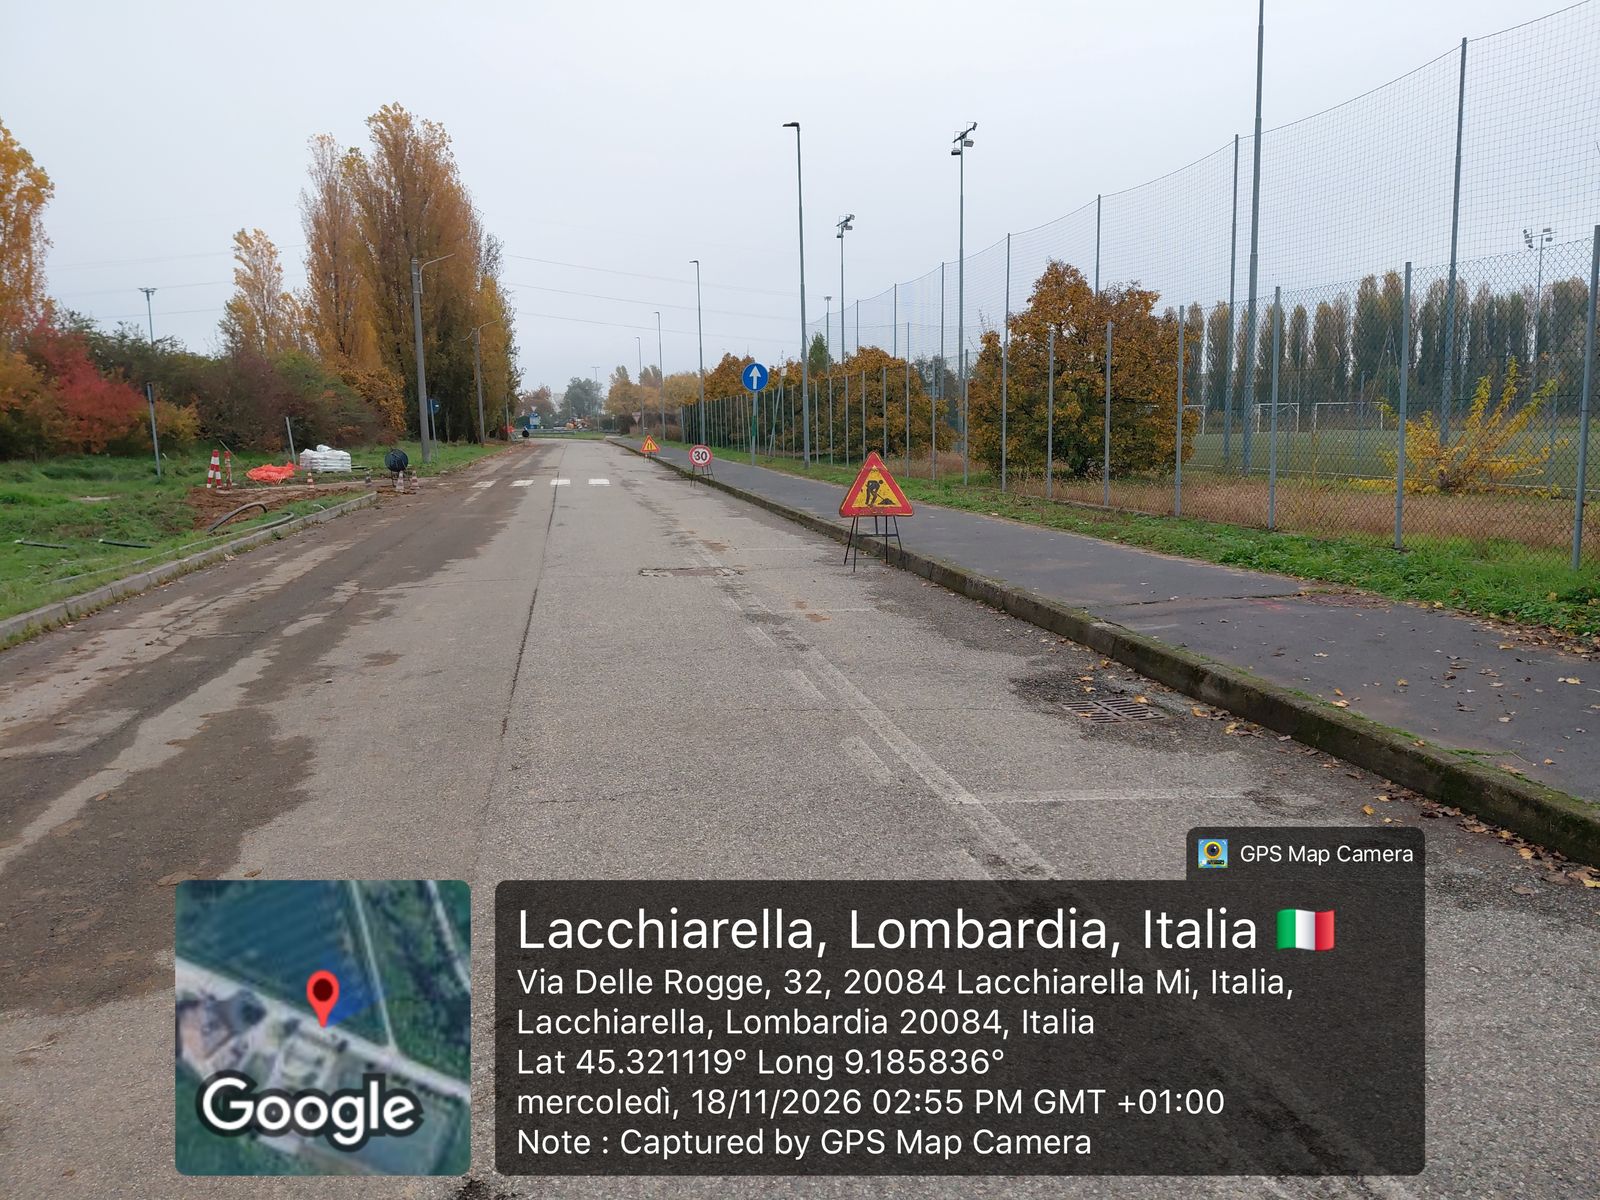 30
GPS Map Camera
Lacchiarella, Lombardia, Italia
Via Delle Rogge, 32, 20084 Lacchiarella Mi, Italia,
Lacchiarella, Lombardia 20084, Italia
Lat 45.321119° Long 9.185836°
mercoledì, 18/11/2026 02:55 PM GMT +01:00
Note : Captured by GPS Map Camera
Google